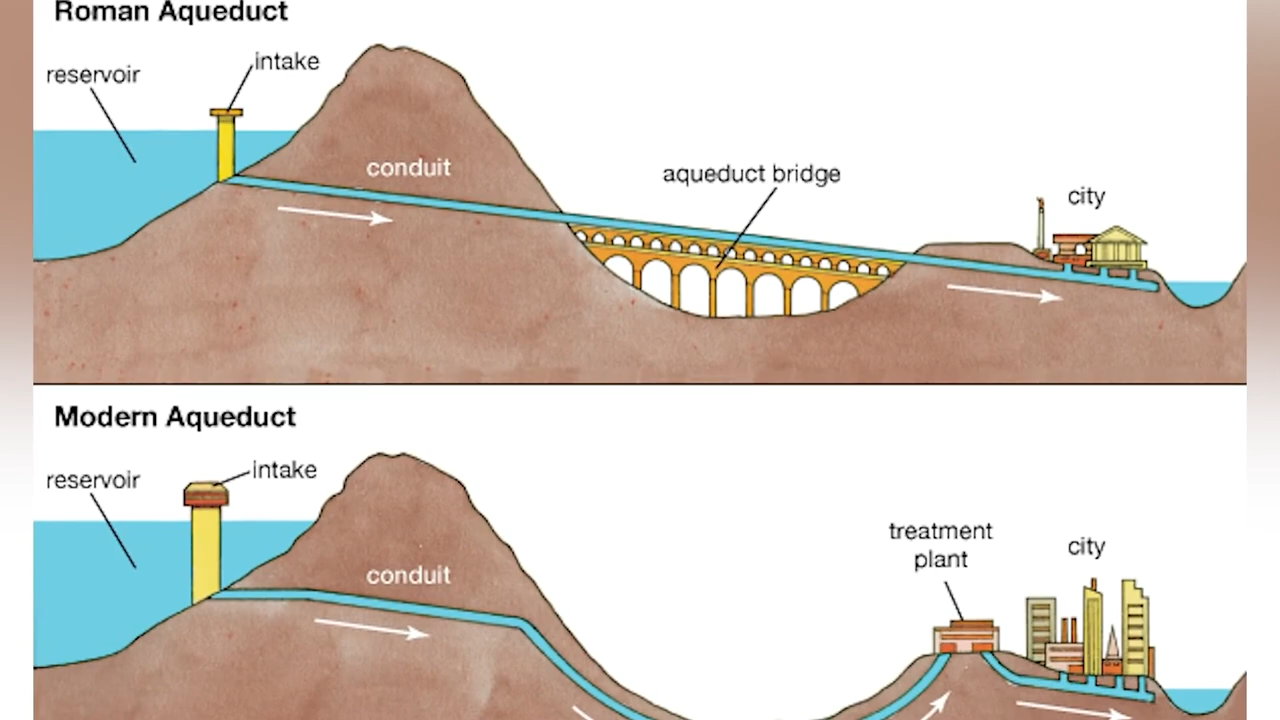 Roman Aqueduct
intake
reservoir
conduit
aqueduct bridge
city
Modern Aqueduct
intake
reservoir
treatment
plant
city
conduit